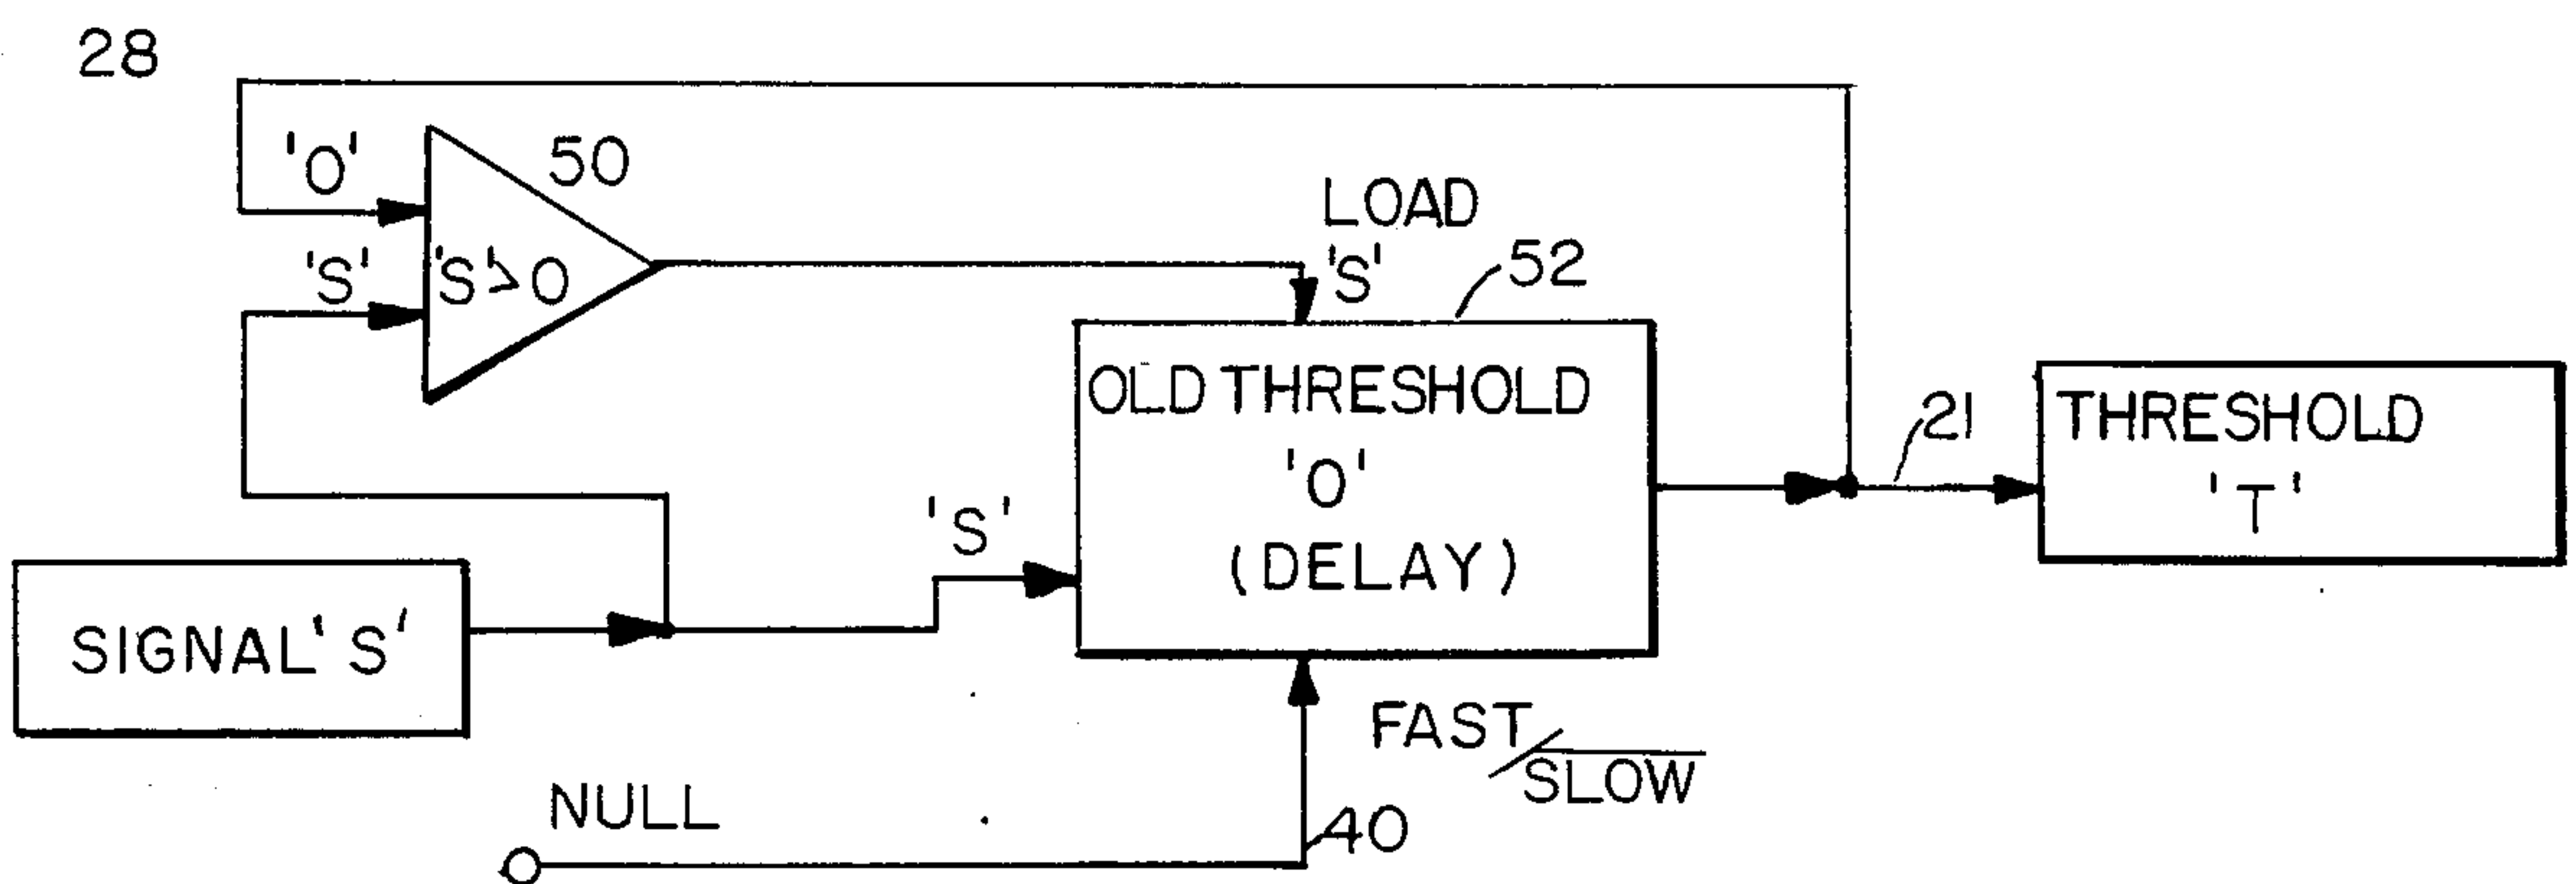 28
'O'
50
'S'
'S'>O
LOAD
'S'
52
OLD THRESHOLD
'O'
(DELAY)
21
THRESHOLD
'T'
'S'
SIGNAL 'S'
FAST/SLOW
NULL
40